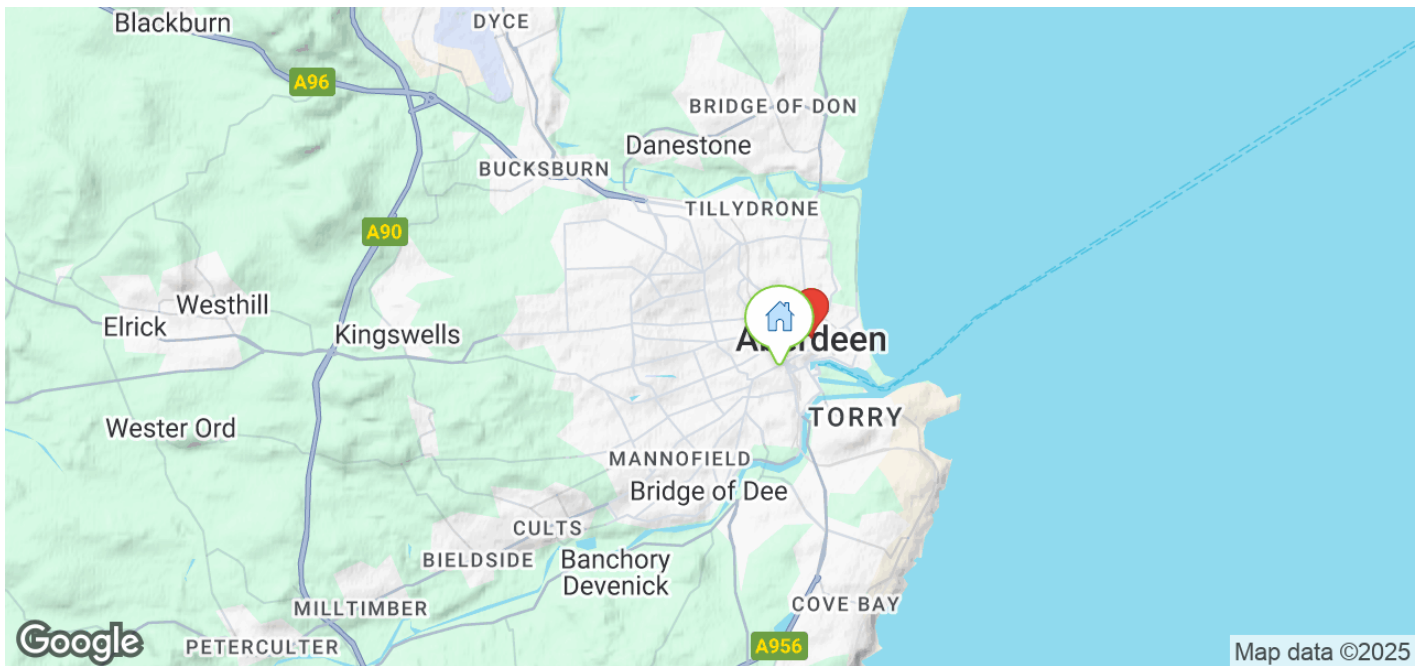 Blackburn
DYCE
A96
BRIDGE OF DON
Danestone
BUCKSBURN
TILLYDRONE
A90
Westhill
Elrick
Kingswells
Aberdeen
TORRY
Wester Ord
MANNOFIELD
Bridge of Dee
CULTS
BIELDSIDE
Banchory
Devenick
MILLTIMBER
COVE BAY
PETERCULTER
A956
Google
Map data ©2025